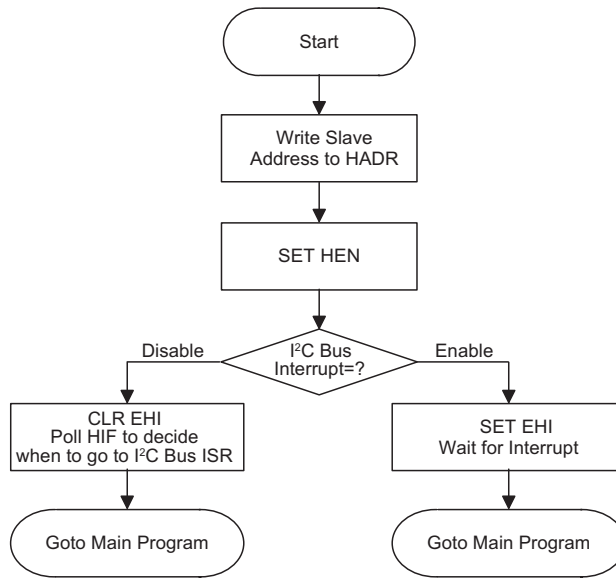 Start
Write Slave
Address to HADR
SET HEN
I²C Bus
Interrupt=?
Disable
Enable
CLR EHI
Poll HIF to decide
when to go to I²C Bus ISR
SET EHI
Wait for Interrupt
Goto Main Program
Goto Main Program